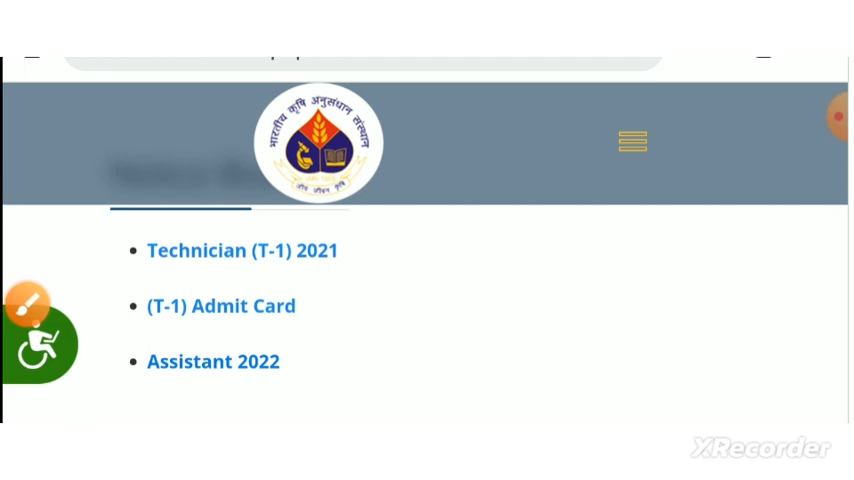 भारतीय कृषि अनुसंधान संस्थान
Technician (T-1) 2021
(T-1) Admit Card
Assistant 2022
XRecorder